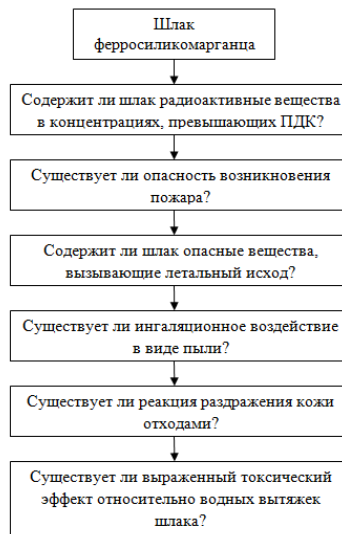 Шлак
ферросиликомарганца
Содержит ли шлак радиоактивные вещества
в концентрациях, превышающих ПДК?
Существует ли опасность возникновения
пожара?
Содержит ли шлак опасные вещества,
вызывающие летальный исход?
Существует ли ингаляционное воздействие
в виде пыли?
Существует ли реакция раздражения кожи
отходами?
Существует ли выраженный токсический
эффект относительно водных вытяжек
шлака?